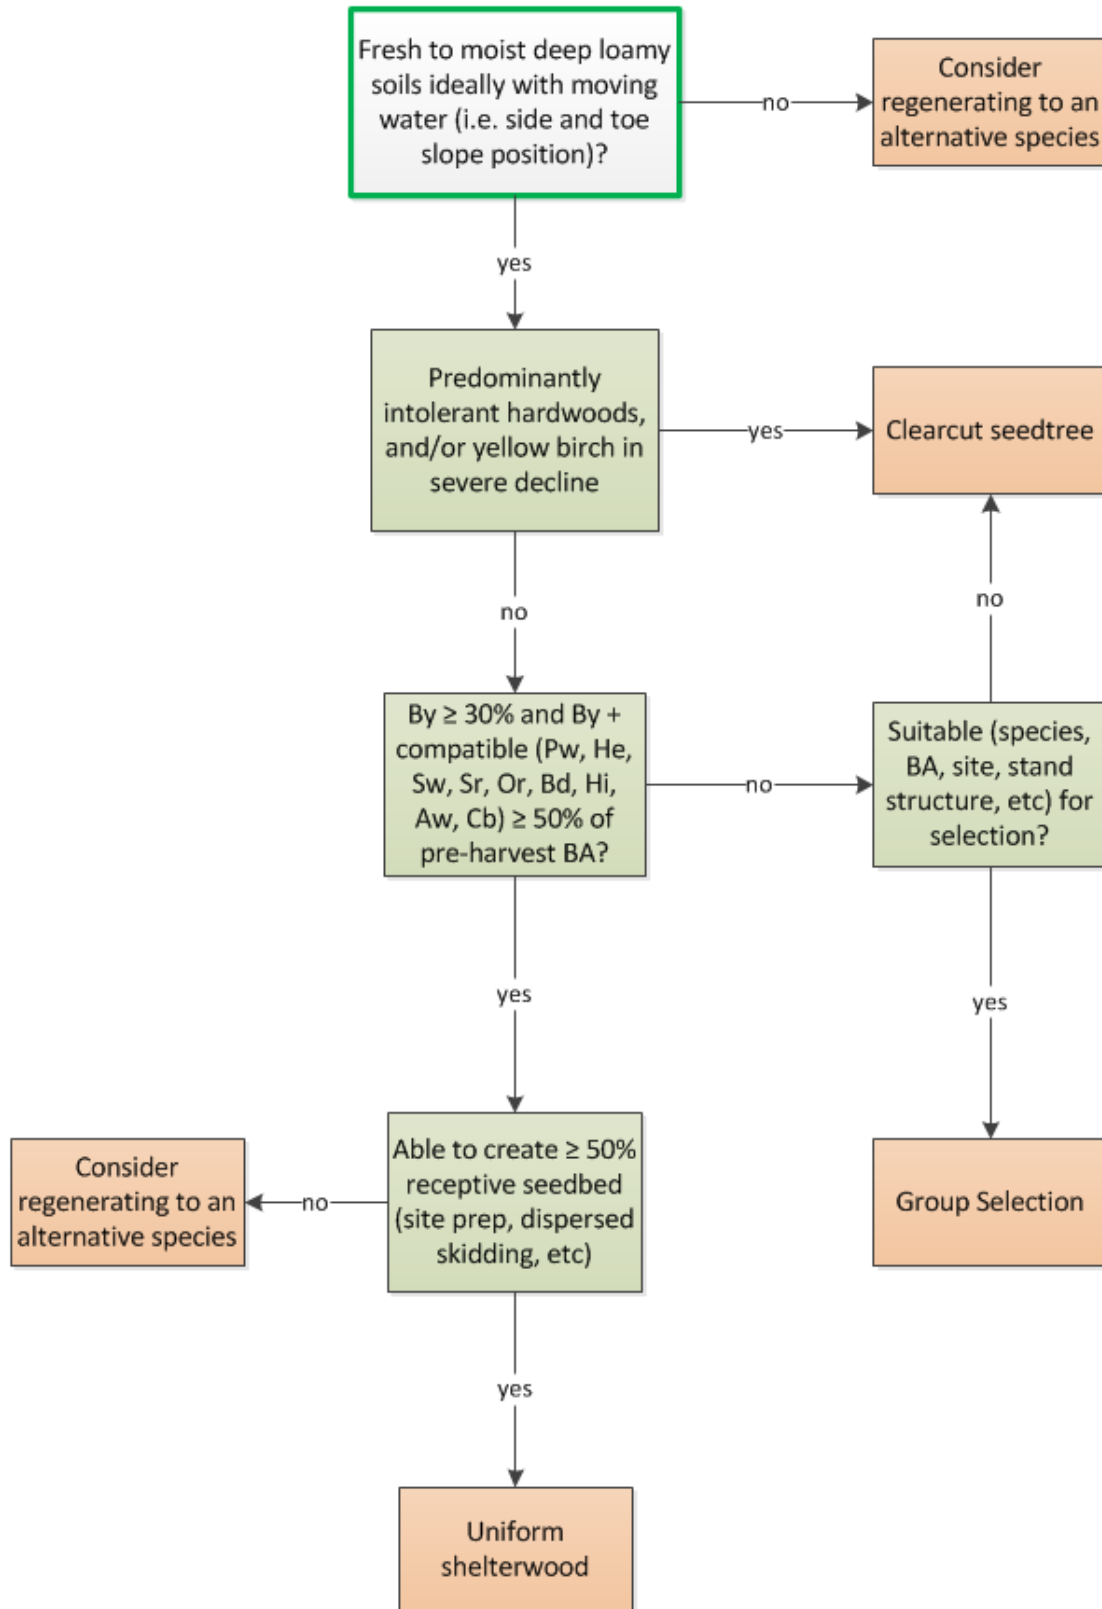 Fresh to moist deep loamy
soils ideally with moving
water (i.e. side and toe
slope position)?
no
Consider
regenerating to an
alternative species
yes
Predominantly
intolerant hardwoods,
and/or yellow birch in
severe decline
yes
Clearcut seedtree
no
no
By ≥ 30% and By +
compatible (Pw, He,
Sw, Sr, Or, Bd, Hi,
Aw, Cb) ≥ 50% of
pre-harvest BA?
no
Suitable (species,
BA, site, stand
structure, etc) for
selection?
yes
yes
Consider
regenerating to an
alternative species
no
Able to create ≥ 50%
receptive seedbed
(site prep, dispersed
skidding, etc)
Group Selection
yes
Uniform
shelterwood